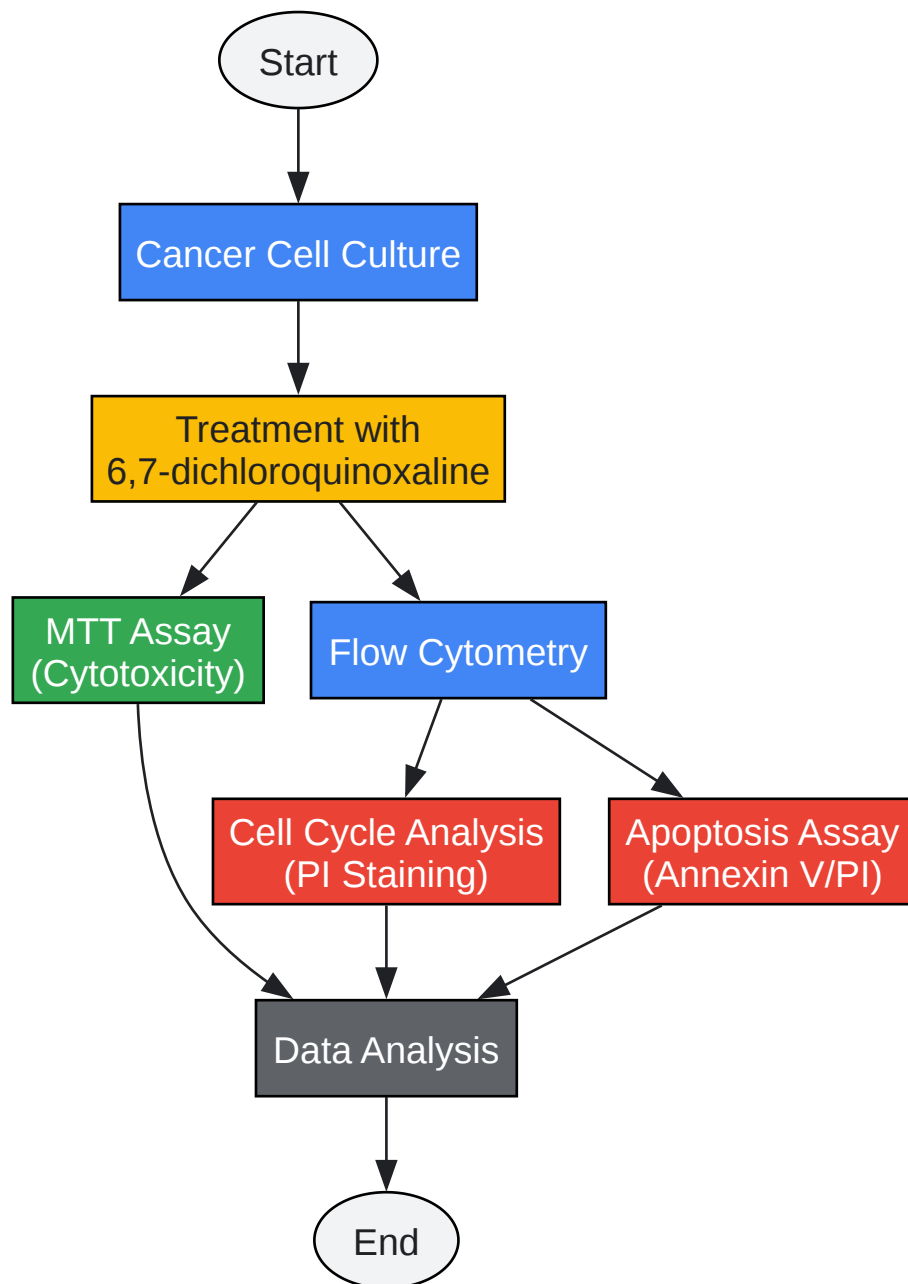 Start
Cancer Cell Culture
Treatment with
6,7-dichloroquinoxaline
MTT Assay
(Cytotoxicity)
Flow Cytometry
Cell Cycle Analysis
(PI Staining)
Apoptosis Assay
(Annexin V/PI)
Data Analysis
End